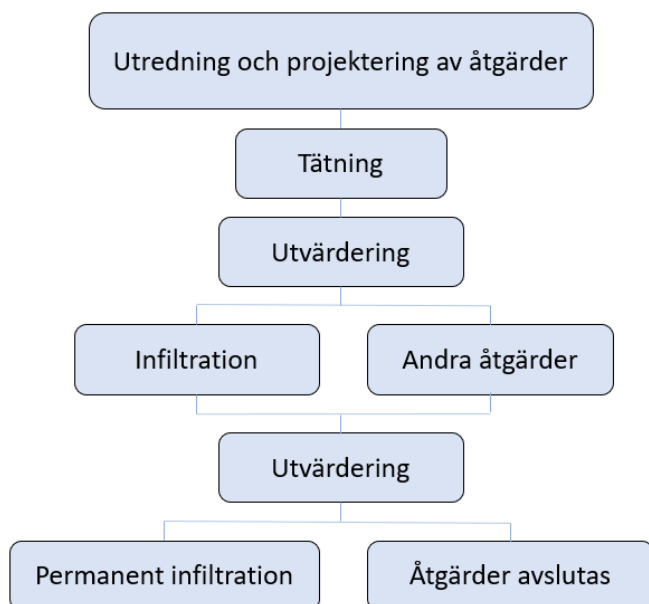 Utredning och projektering av åtgärder
Tätning
Utvärdering
Infiltration
Andra åtgärder
Utvärdering
Permanent infiltration
Åtgärder avslutas